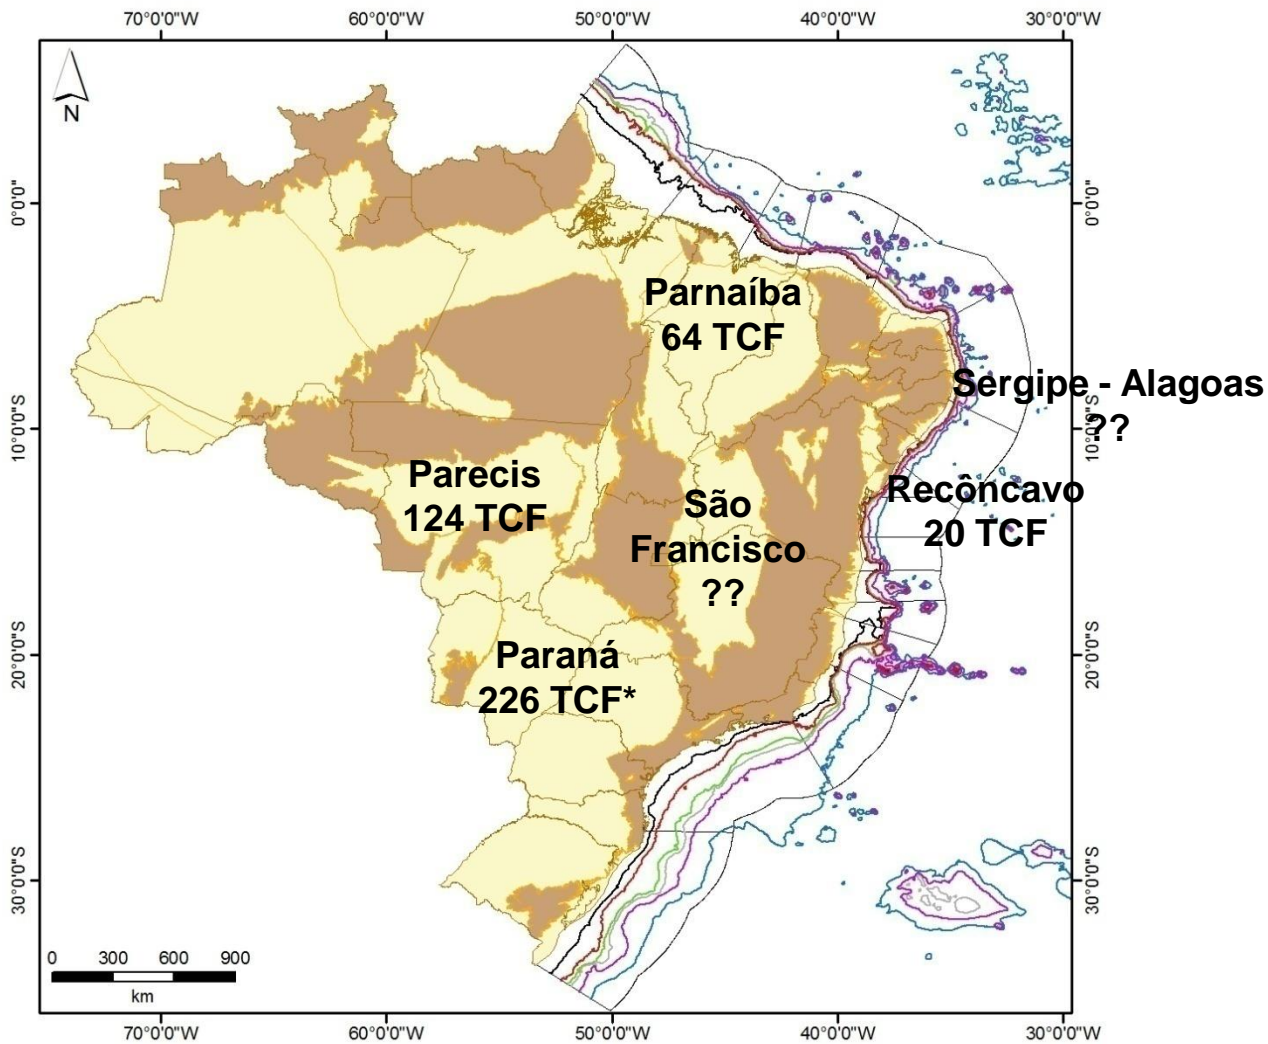 70°0'0"W 60°0'0"W 50°0'0"W 40°0'0"W 30°0'0"W
N
0°0'0"
0°0'0"
Parnaíba
64 TCF
Sergipe - Alagoas
??
10°0'0"S
10°0'0"S
Parecis
124 TCF
São
Francisco
??
Recôncavo
20 TCF
Paraná
226 TCF*
20°0'0"S
20°0'0"S
30°0'0"S
30°0'0"S
0 300 600 900
km
70°0'0"W 60°0'0"W 50°0'0"W 40°0'0"W 30°0'0"W